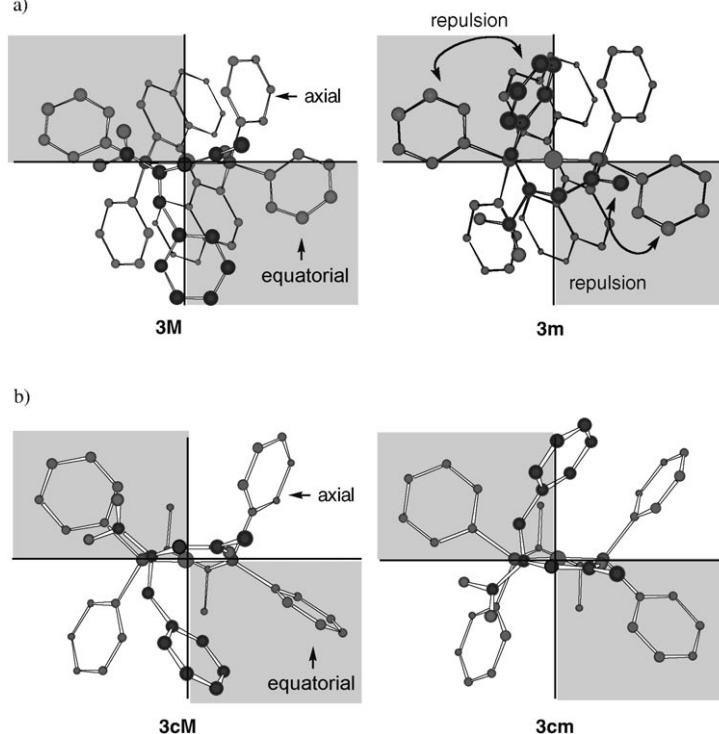 a)
repulsion
axial
equatorial
repulsion
3M
3m
b)
axial
equatorial
3cM
3cm